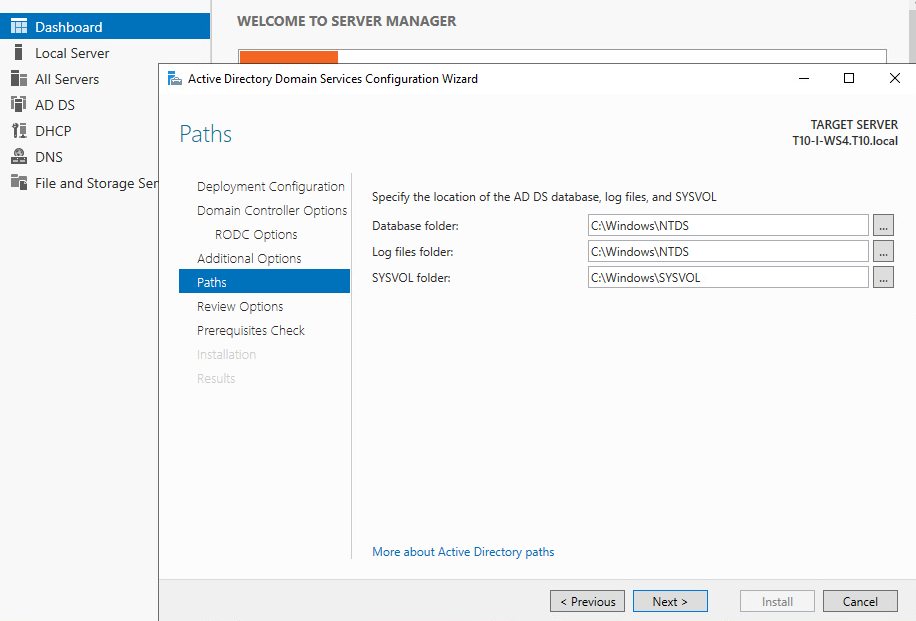 Dashboard
Local Server
All Servers
AD DS
DHCP
DNS
File and Storage Ser
WELCOME TO SERVER MANAGER
Active Directory Domain Services Configuration Wizard
Paths
TARGET SERVER
T10-I-WS4.T10.local
Deployment Configuration
Domain Controller Options
RODC Options
Additional Options
Paths
Review Options
Prerequisites Check
Installation
Results
Specify the location of the AD DS database, log files, and SYSVOL
Database folder: C:\Windows\NTDS ...
Log files folder: C:\Windows\NTDS ...
SYSVOL folder: C:\Windows\SYSVOL ...
More about Active Directory paths
< Previous Next > Install Cancel